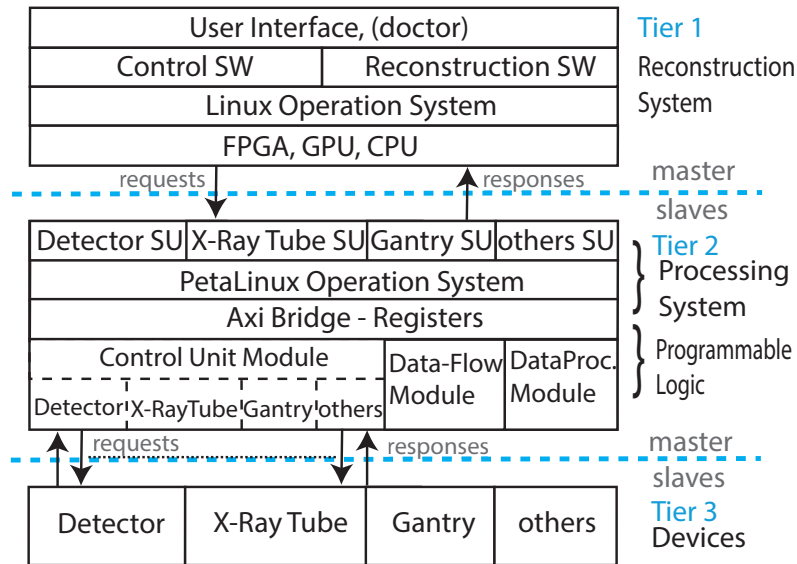 User Interface, (doctor)
Tier 1
Control SW
Reconstruction SW
Reconstruction
System
Linux Operation System
FPGA, GPU, CPU
requests
responses
master
slaves
Detector SU
X-Ray Tube SU
Gantry SU
others SU
Tier 2
Processing
System
PetaLinux Operation System
Axi Bridge - Registers
Control Unit Module
Data-Flow
Module
DataProc.
Module
Programmable
Logic
Detector
X-RayTube
Gantry
others
requests
responses
master
slaves
Detector
X-Ray Tube
Gantry
others
Tier 3
Devices